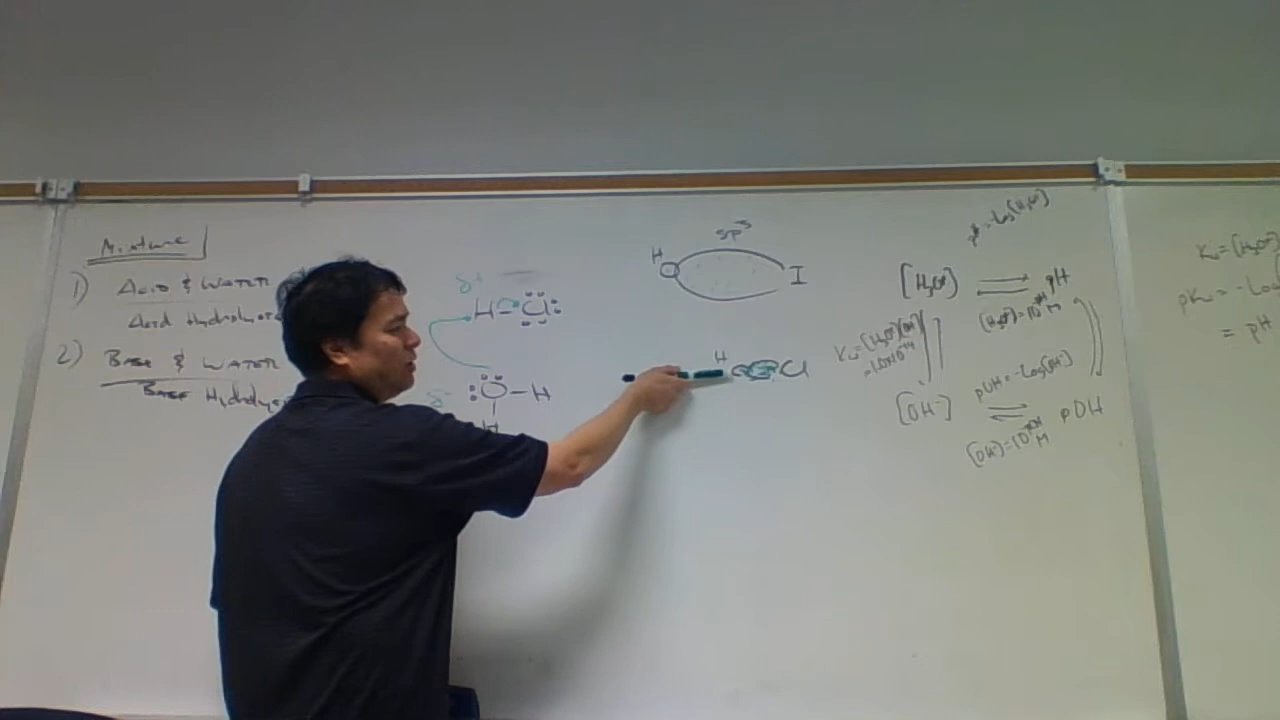 Mixture
1) Acid & Water
Acid Hydrolysis
2) Base & Water
Base Hydrolysis
δ+
H – Cl
δ-
O – H
H
sp³
H
I
H
Cl
pH = -log[H₃O⁺]
[H₃O⁺] ⇌ pH
[H₃O⁺] = 10^-pH M
Kw = [H₃O⁺][OH⁻]
= 1.0x10^-14
pOH = -log[OH⁻]
[OH⁻] ⇌ pOH
[OH⁻] = 10^-pOH M
Kw = [H₃O⁺]
pKw = -Log
= pH